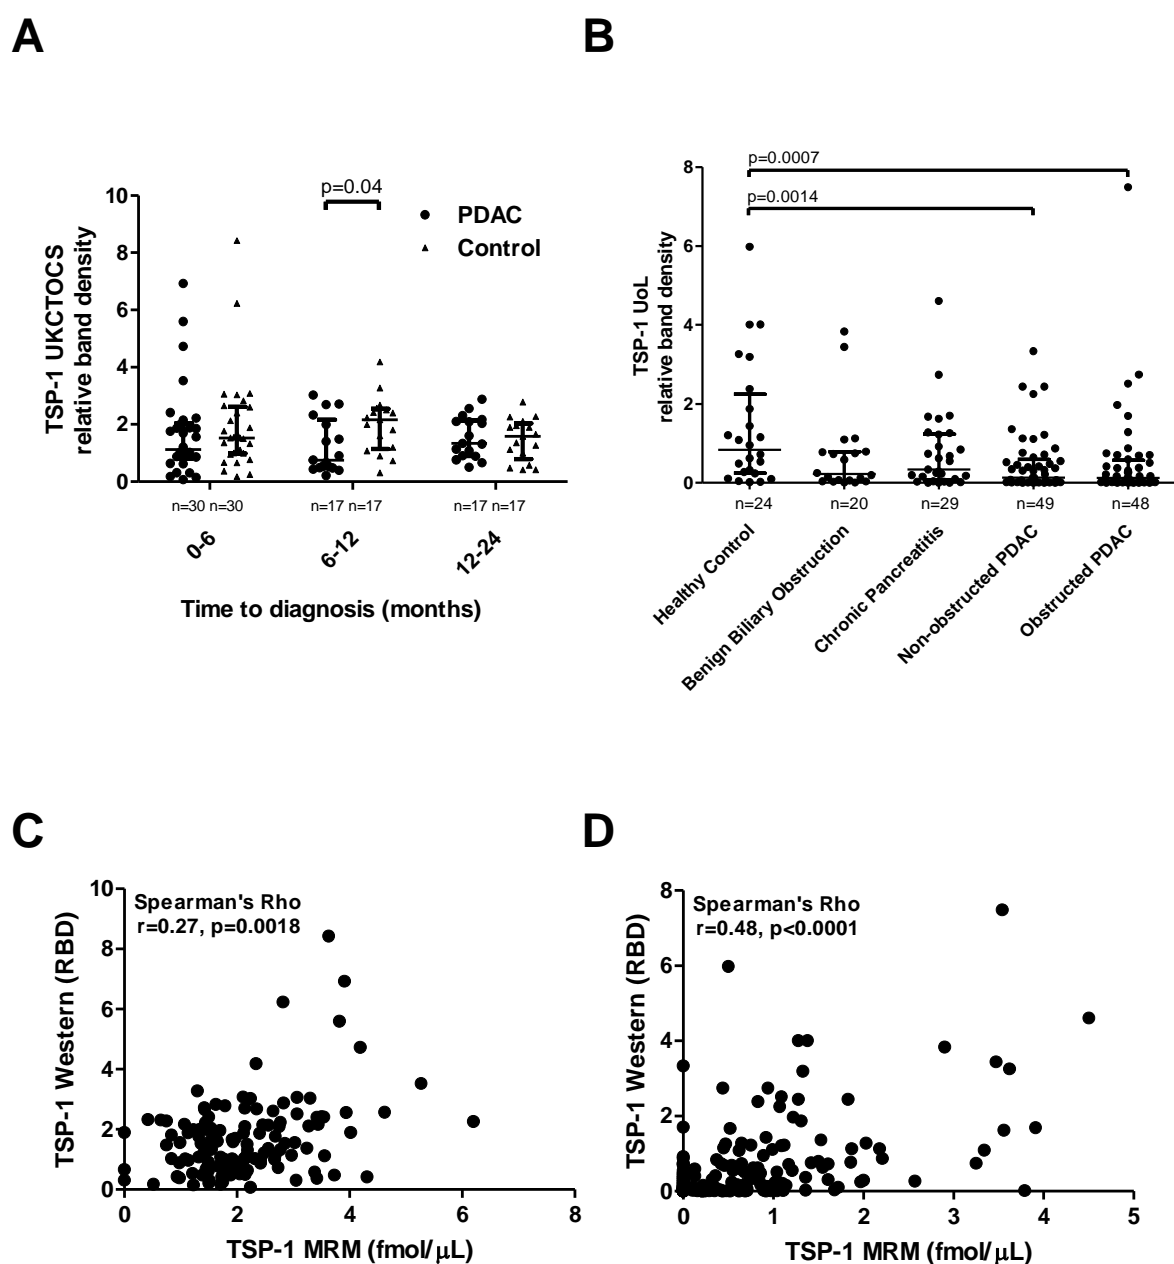 A
TSP-1 UKCTOCS
relative band density
10
8
6
4
2
0
p=0.04
PDAC
Control
n=30 n=30
n=17 n=17
n=17 n=17
0-6
6-12
12-24
Time to diagnosis (months)
B
TSP-1 UoL
relative band density
8
6
4
2
0
p=0.0007
p=0.0014
n=24
n=20
n=29
n=49
n=48
Healthy Control
Benign Biliary Obstruction
Chronic Pancreatitis
Non-obstructed PDAC
Obstructed PDAC
C
TSP-1 Western (RBD)
10
8
6
4
2
0
Spearman's Rho
r=0.27, p=0.0018
0
2
4
6
8
TSP-1 MRM (fmol/μL)
D
TSP-1 Western (RBD)
8
6
4
2
0
Spearman's Rho
r=0.48, p<0.0001
0
1
2
3
4
5
TSP-1 MRM (fmol/μL)